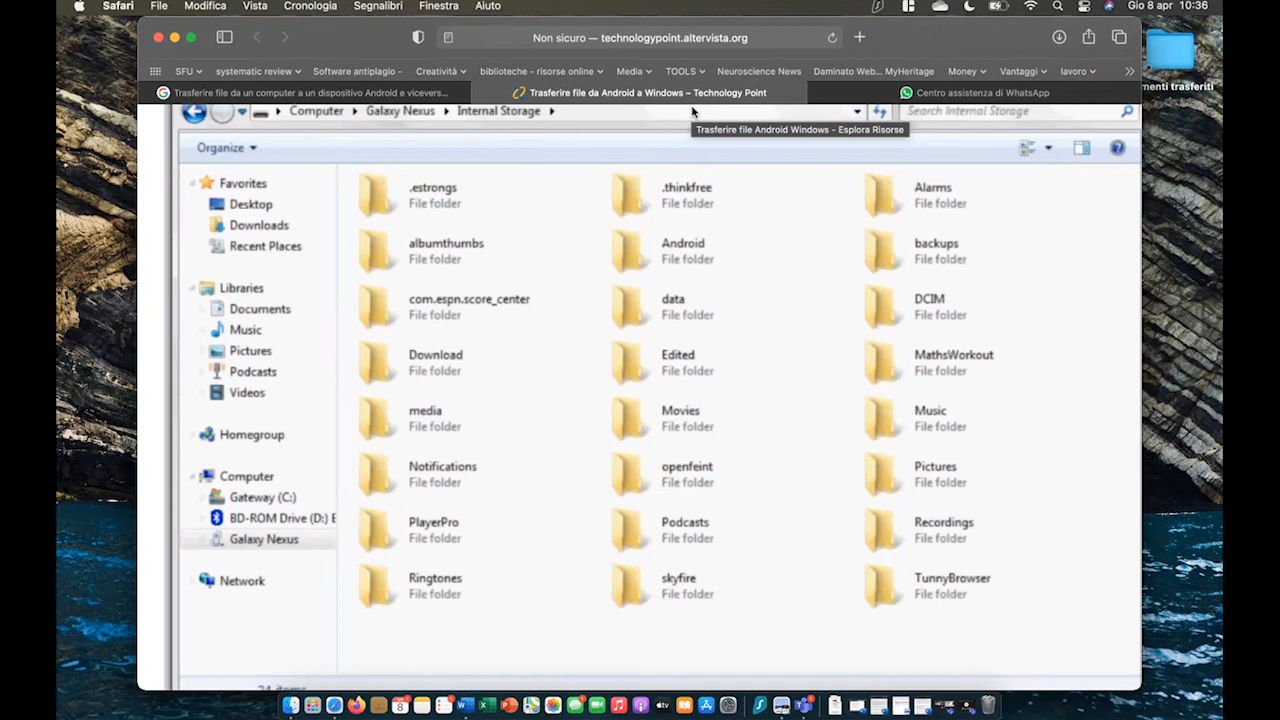 Safari File Modifica Vista Cronologia Segnalibri Finestra Aiuto Gio 8 apr 10:36
Non sicuro — technologypoint.altervista.org
SFU systematic review Software antiplagio - Creatività biblioteche - risorse online Media TOOLS Neuroscience News Daminato Web... MyHeritage Money Vantaggi lavoro
Trasferire file da un computer a un dispositivo Android e vicevers... Trasferire file da Android a Windows – Technology Point Centro assistenza di WhatsApp
menti trasferiti
Computer Galaxy Nexus Internal Storage Search Internal Storage
Trasferire file Android Windows - Esplora Risorse
Organize
Favorites
Desktop
Downloads
Recent Places
Libraries
Documents
Music
Pictures
Podcasts
Videos
Homegroup
Computer
Gateway (C:)
BD-ROM Drive (D:) E
Galaxy Nexus
Network
.estrongs
File folder
.thinkfree
File folder
Alarms
File folder
albumthumbs
File folder
Android
File folder
backups
File folder
com.espn.score_center
File folder
data
File folder
DCIM
File folder
Download
File folder
Edited
File folder
MathsWorkout
File folder
media
File folder
Movies
File folder
Music
File folder
Notifications
File folder
openfeint
File folder
Pictures
File folder
PlayerPro
File folder
Podcasts
File folder
Recordings
File folder
Ringtones
File folder
skyfire
File folder
TunnyBrowser
File folder